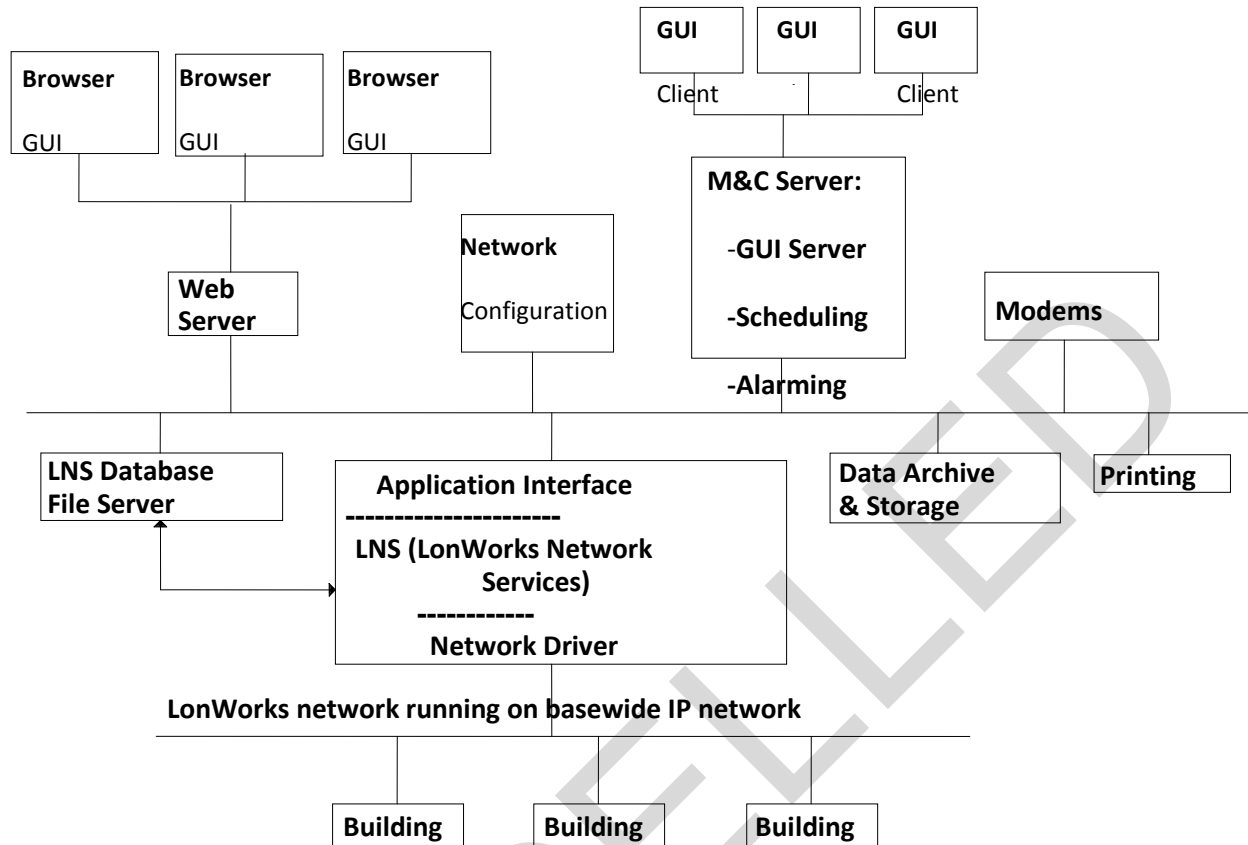 GUI
GUI
GUI
Client
Client
Browser
GUI
Browser
GUI
Browser
GUI
M&C Server:
-GUI Server
-Scheduling
-Alarming
Network
Configuration
Web
Server
Modems
LNS Database
File Server
Application Interface
----------------------
LNS (LonWorks Network
Services)
------------
Network Driver
Data Archive
& Storage
Printing
LonWorks network running on basewide IP network
Building
Building
Building
ELLED